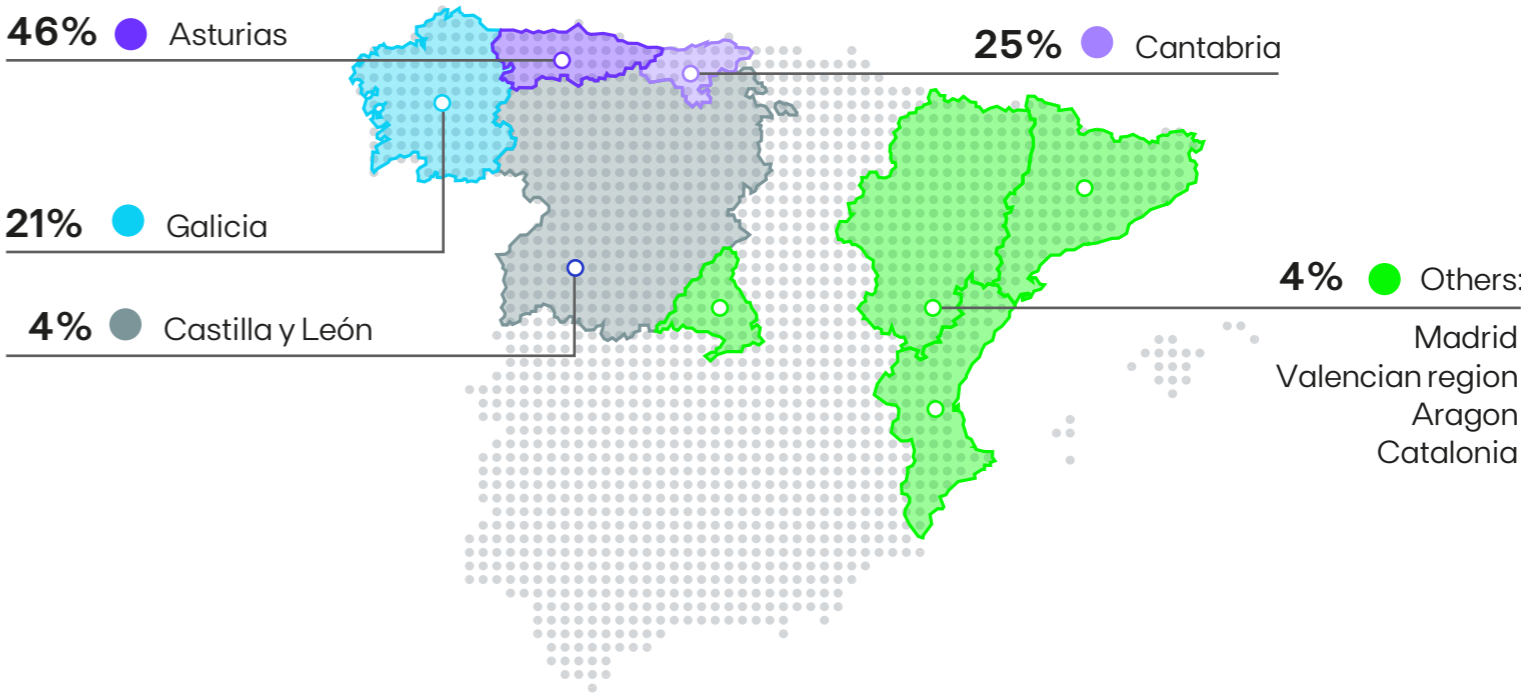 46% Asturias
25% Cantabria
21% Galicia
4% Others:
4% Castilla y León
Madrid
Valencian region
Aragon
Catalonia